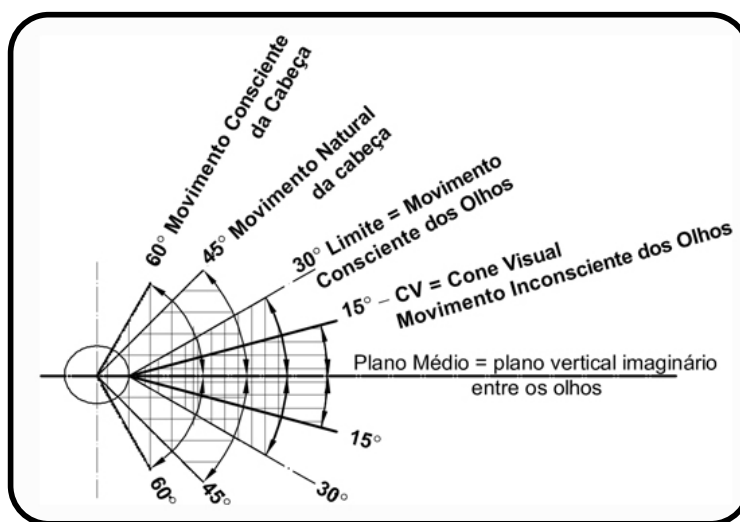 60° Movimento Consciente
da Cabeça
45° Movimento Natural
da cabeça
30° Limite = Movimento
Consciente dos Olhos
15° – CV = Cone Visual
Movimento Inconsciente dos Olhos
Plano Médio = plano vertical imaginário
entre os olhos
15°
30°
45°
60°